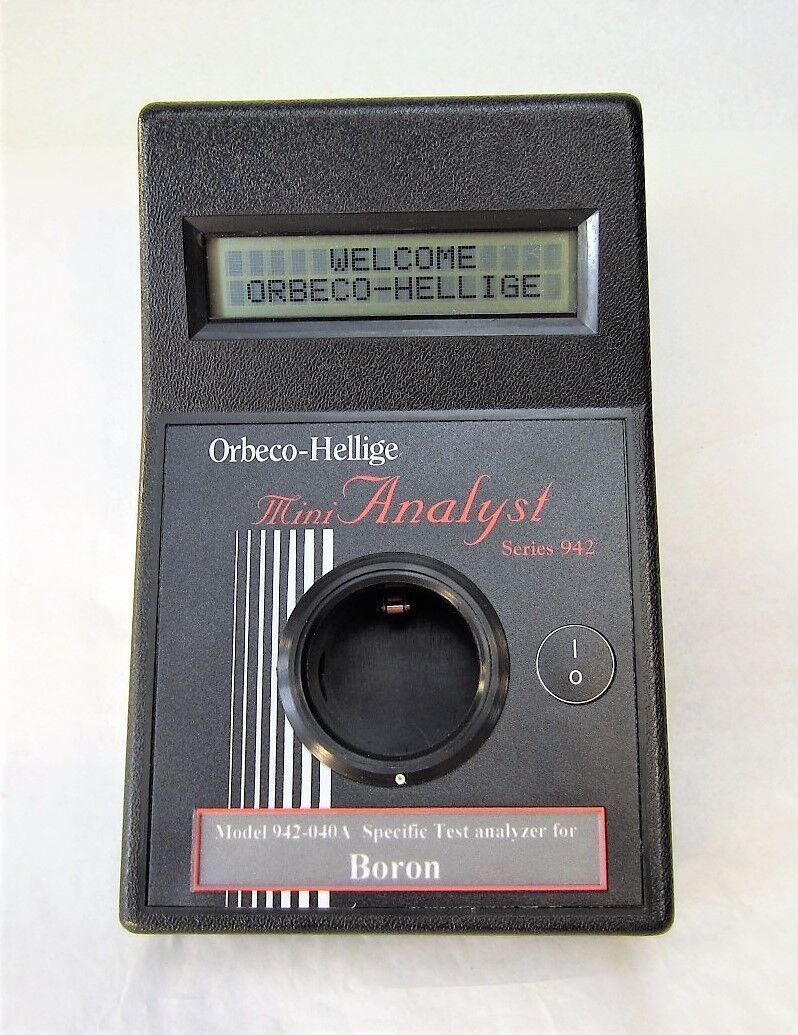 WELCOME
ORBECO-HELLIGE
Orbeco-Hellige
Mini Analyst
Series 942
I
O
Model 942-040A Specific Test analyzer for
Boron